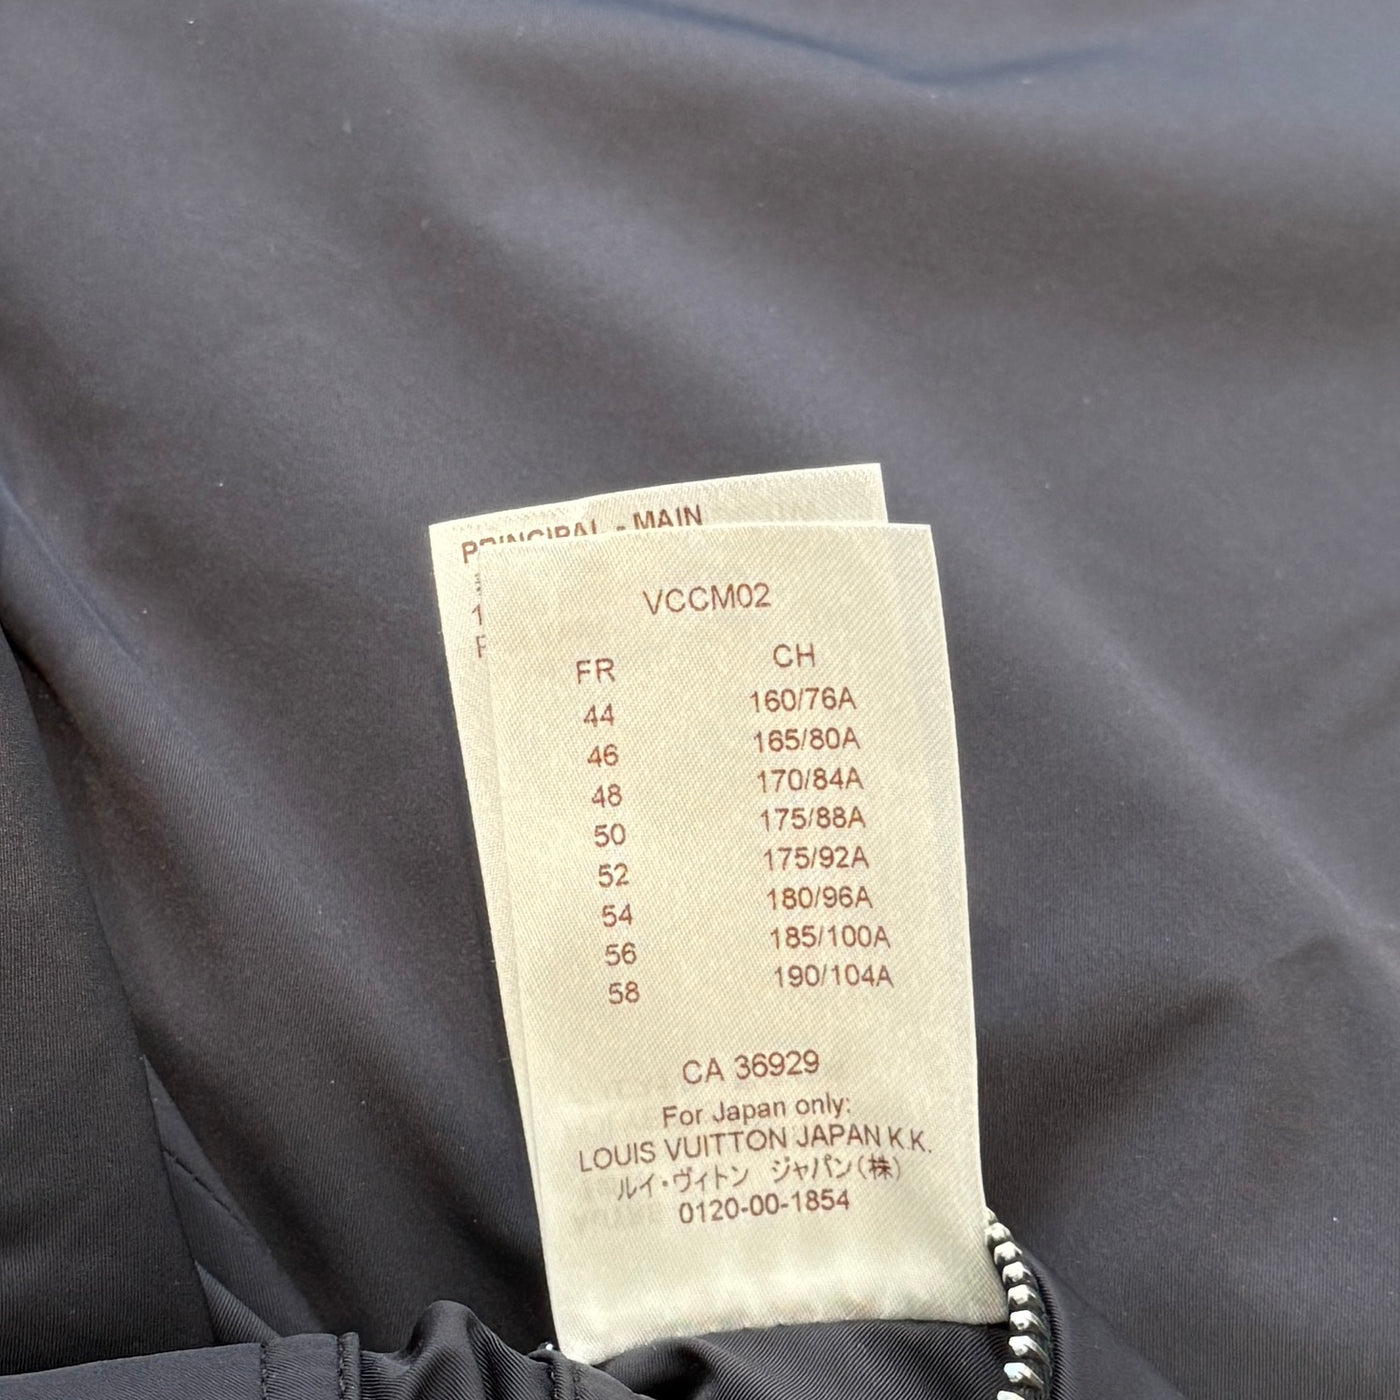 PRINCIPAL - MAIN
VCCM02
FR CH
44 160/76A
46 165/80A
48 170/84A
50 175/88A
52 175/92A
54 180/96A
56 185/100A
58 190/104A
CA 36929
For Japan only:
LOUIS VUITTON JAPAN K.K.
ルイ・ヴィトン ジャパン(株)
0120-00-1854